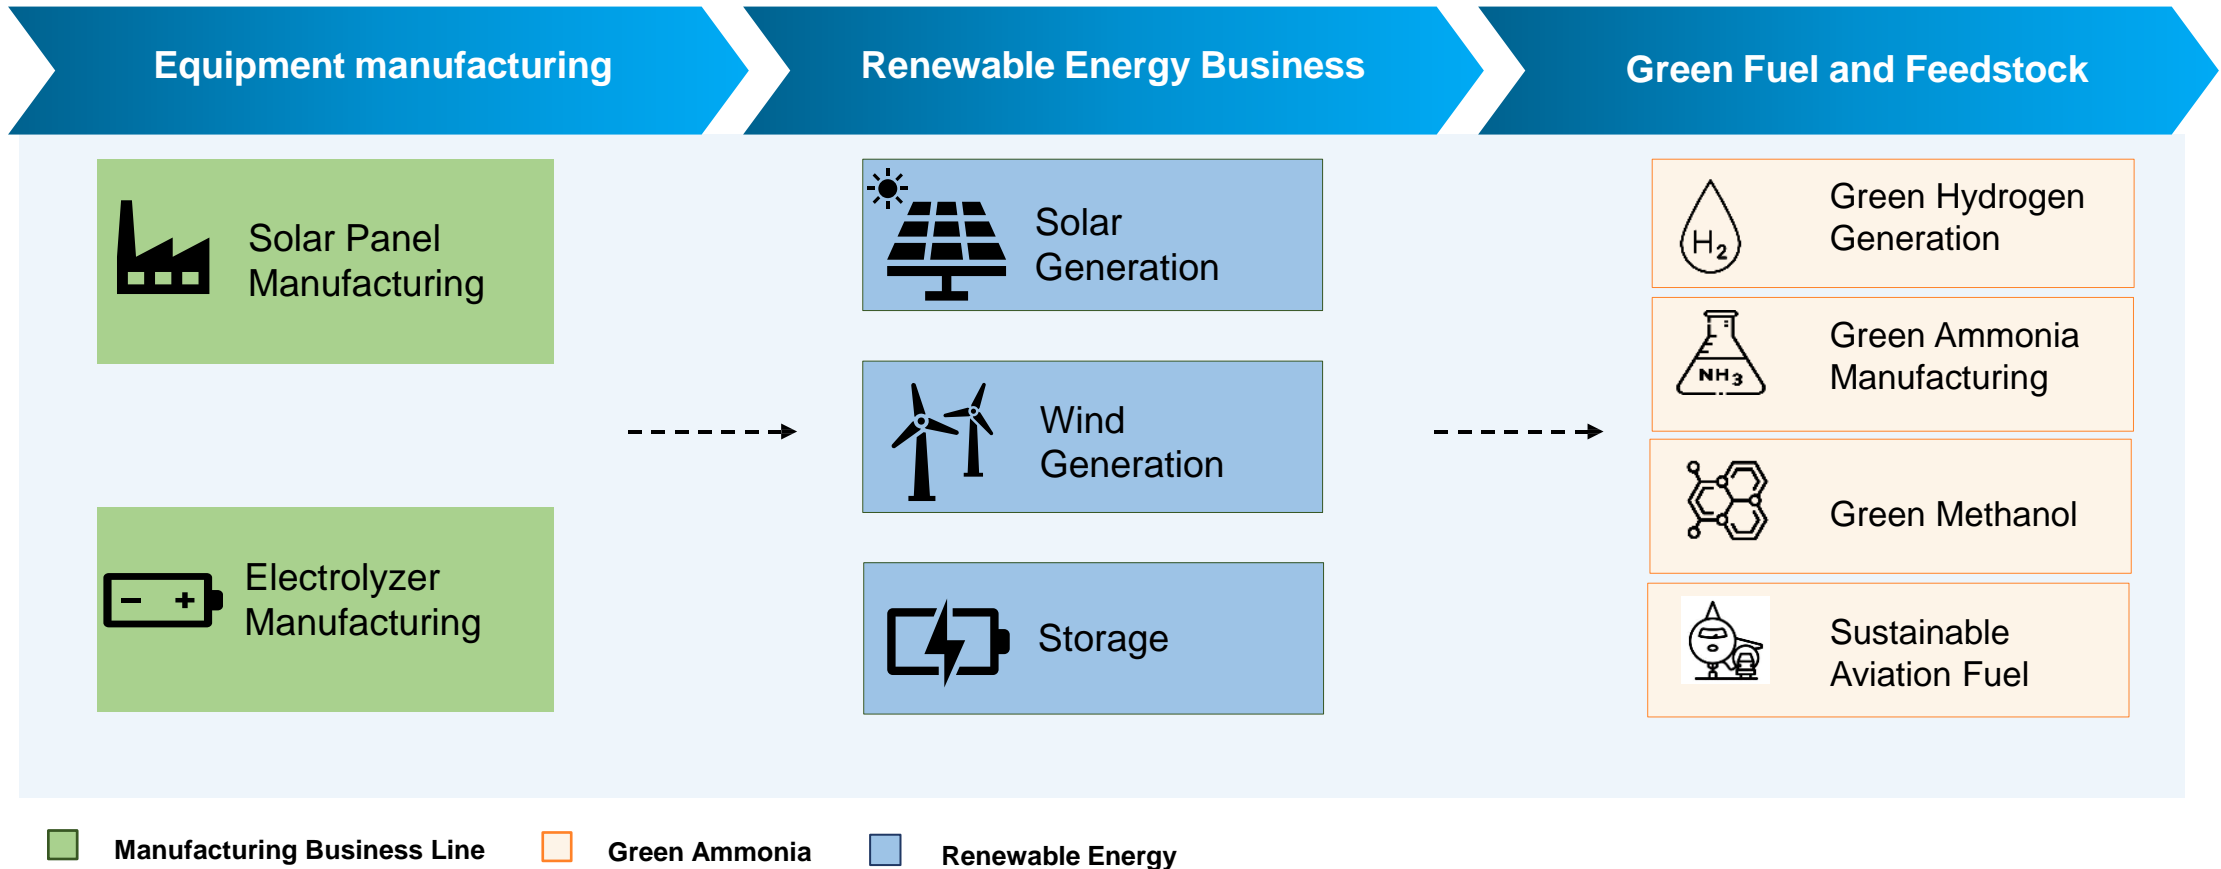 Equipment manufacturing
Renewable Energy Business
Green Fuel and Feedstock
Solar Panel
Manufacturing
Electrolyzer
Manufacturing
Solar
Generation
Wind
Generation
Storage
H2
Green Hydrogen
Generation
NH3
Green Ammonia
Manufacturing
Green Methanol
Sustainable
Aviation Fuel
Manufacturing Business Line
Green Ammonia
Renewable Energy